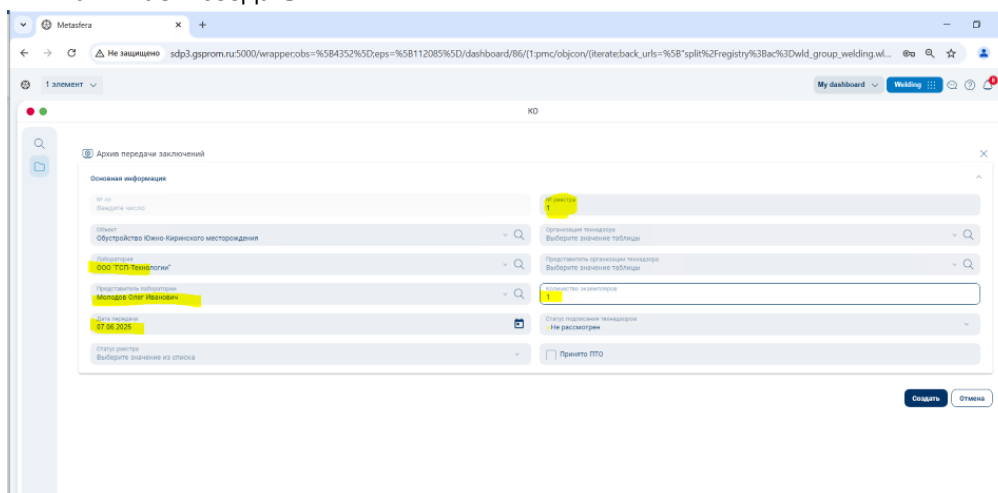 Metasfera
Не защищено sdp3.gsprom.ru:5000/wrapper;obs=%5B4352%5D;eps=%5B112085%5D/dashboard/86/(1:pmc/objcon/(iterate;back_urls=%5B"split%2Fregistry%3Bac%3Dwld_group_welding.wl...
1 элемент My dashboard Welding
КО
Архив передачи заключений
Основная информация
№ пп
Введите число
№ реестра
1
Объект
Обустройство Южно-Киринского месторождения
Организация технадзора
Выберите значение таблицы
Лаборатория
ООО "ГСП-Технологии"
Представитель организации технадзора
Выберите значение таблицы
Представитель лаборатории
Молодов Олег Иванович
Количество экземпляров
1
Дата передачи
07.06.2025
Статус подписания технадзором
Не рассмотрен
Статус реестра
Выберите значение из списка
Принято ПТО
Создать Отмена